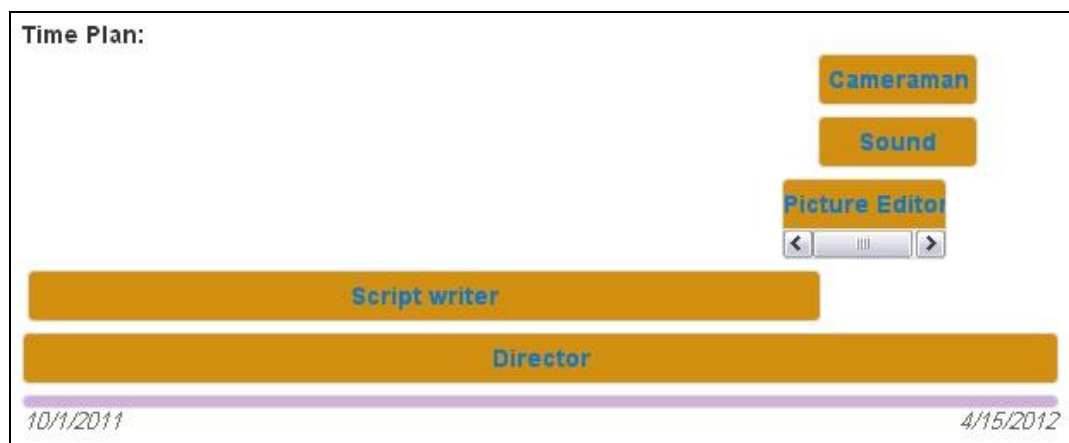 Time Plan:
Cameraman
Sound
Picture Editor
Script writer
Director
10/1/2011
4/15/2012